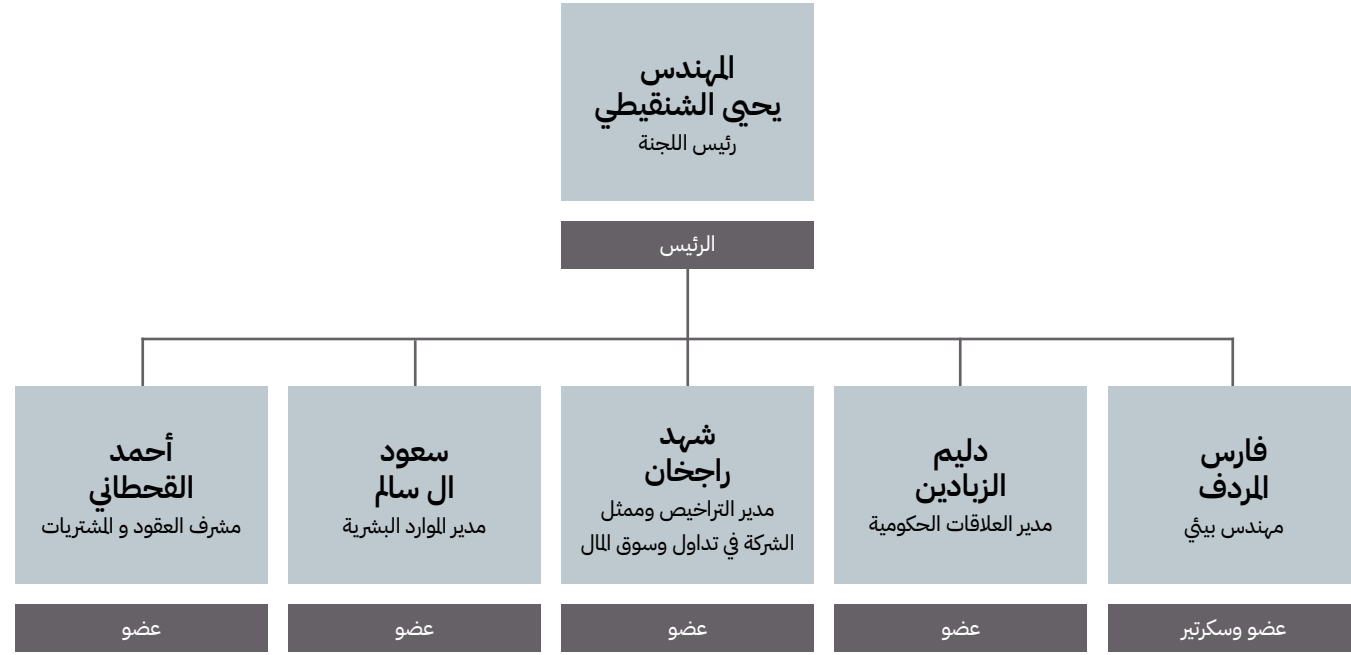 المهندس
يحيى الشنقيطي
رئيس اللجنة
الرئيس
فارس
المردف
مهندس بيئي
عضو وسكرتير
دليم
الزبادين
مدير العلاقات الحكومية
عضو
شهد
راجخان
مدير التراخيص وممثل
الشركة في تداول وسوق المال
عضو
سعود
ال سالم
مدير الموارد البشرية
عضو
أحمد
القحطاني
مشرف العقود و المشتريات
عضو